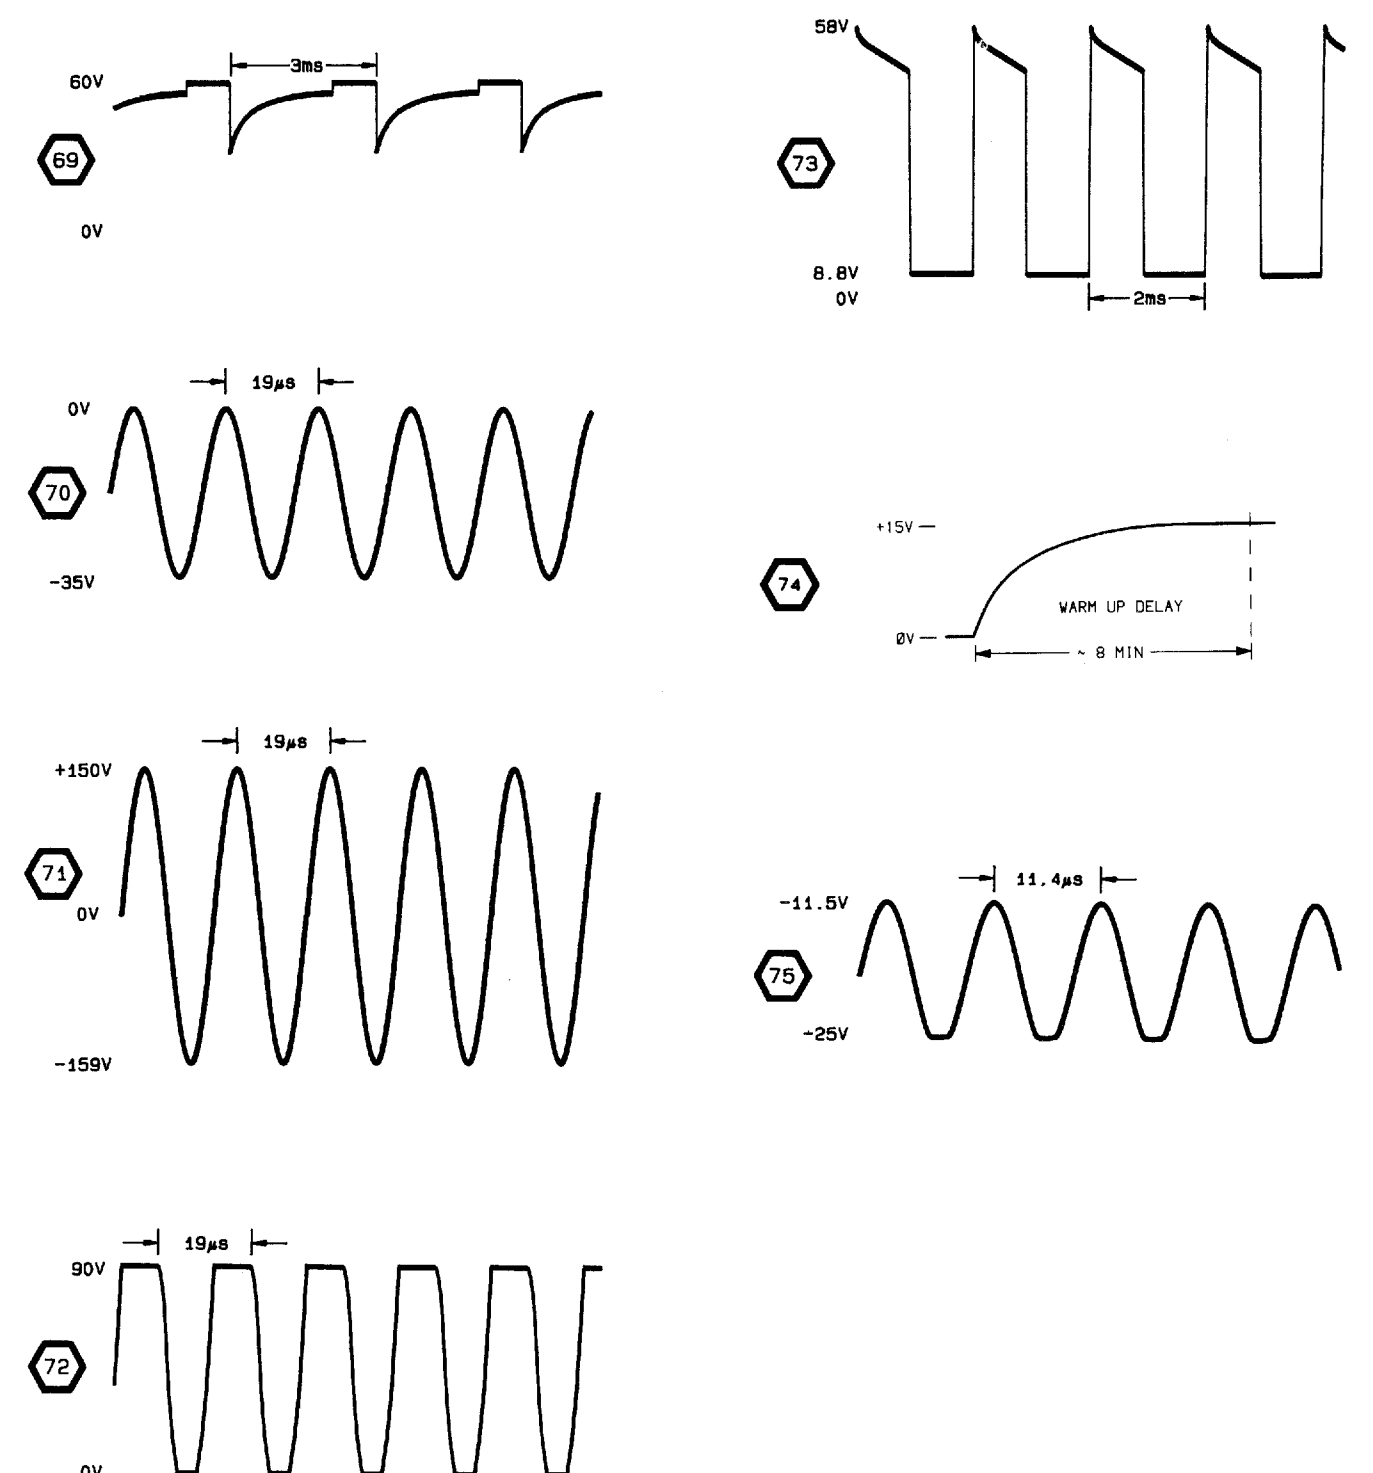 3ms
60V
69
0V
19µs
0V
70
-35V
19µs
+150V
71
0V
-159V
19µs
90V
72
0V
58V
73
8.8V
0V
2ms
+15V
74
WARM UP DELAY
0V
~ 8 MIN
11.4µs
-11.5V
75
-25V